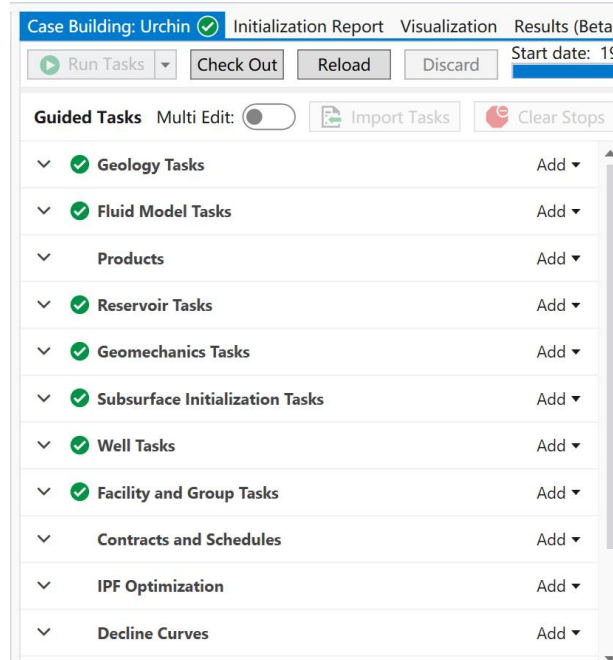 Case Building: Urchin Initialization Report Visualization Results (Beta
Run Tasks Check Out Reload Discard Start date: 19
Guided Tasks Multi Edit: Import Tasks Clear Stops
Geology Tasks Add
Fluid Model Tasks Add
Products Add
Reservoir Tasks Add
Geomechanics Tasks Add
Subsurface Initialization Tasks Add
Well Tasks Add
Facility and Group Tasks Add
Contracts and Schedules Add
IPF Optimization Add
Decline Curves Add